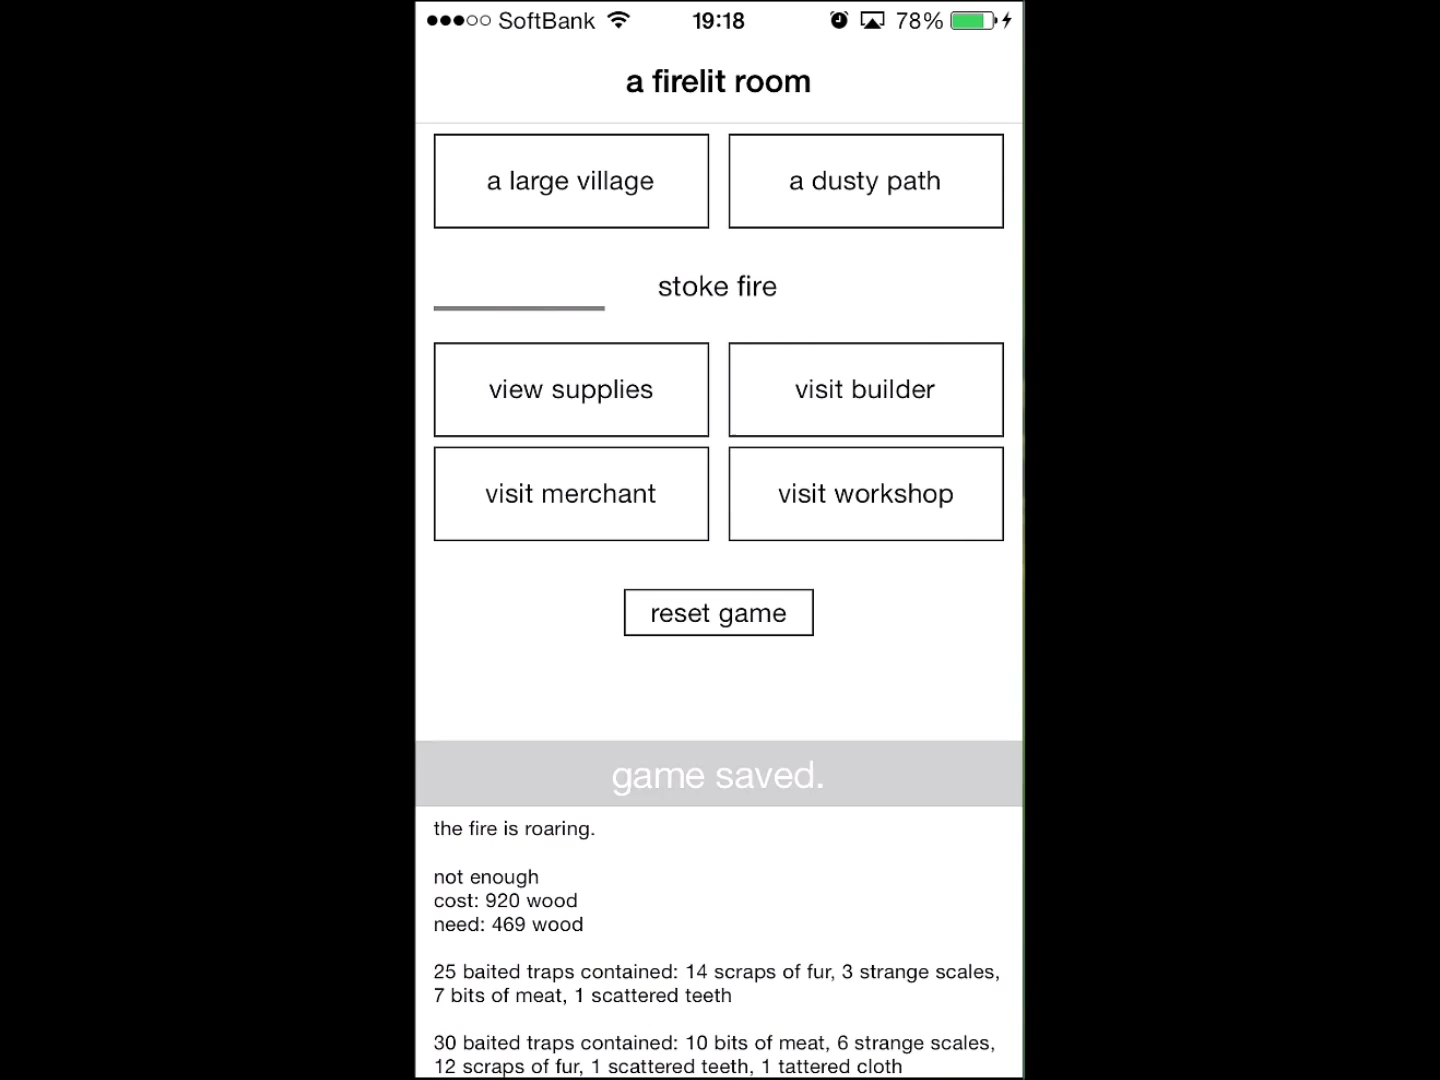 SoftBank 19:18 78%
a firelit room
a large village a dusty path
stoke fire
view supplies visit builder
visit merchant visit workshop
reset game
game saved.
the fire is roaring.
not enough
cost: 920 wood
need: 469 wood
25 baited traps contained: 14 scraps of fur, 3 strange scales,
7 bits of meat, 1 scattered teeth
30 baited traps contained: 10 bits of meat, 6 strange scales,
12 scraps of fur, 1 scattered teeth, 1 tattered cloth